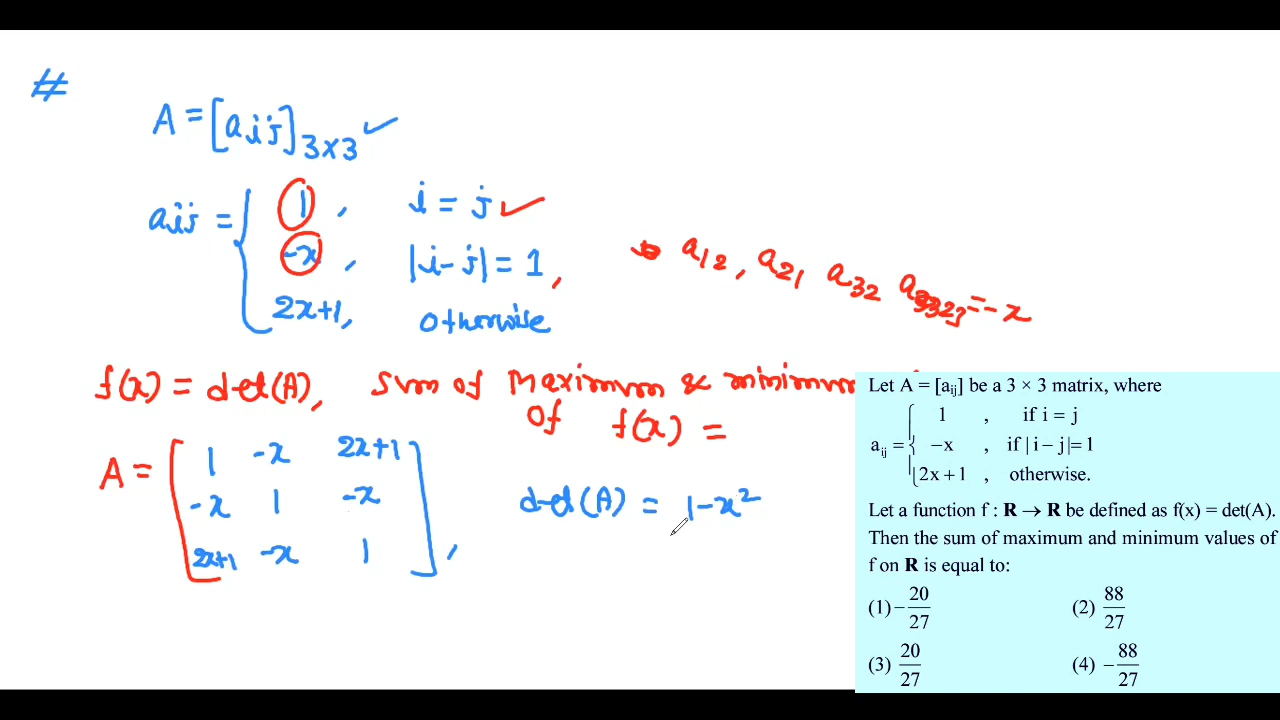 #
A = [aij]3×3 ✓
aij = { 1, i = j ✓
-x, |i-j| = 1,
2x+1, otherwise
a12, a21 a32 = -x
f(x) = det(A), Sum of Maximum & minimum
of f(x) =
A = [ 1 -x 2x+1
-x 1 -x
2x+1 -x 1 ],
det(A) = 1-x²
Let A = [aij] be a 3 × 3 matrix, where
1 , if i = j
aij = { −x , if | i − j|= 1
2x + 1 , otherwise.
Let a function f : R → R be defined as f(x) = det(A).
Then the sum of maximum and minimum values of
f on R is equal to:
(1) − 20/27 (2) 88/27
(3) 20/27 (4) − 88/27